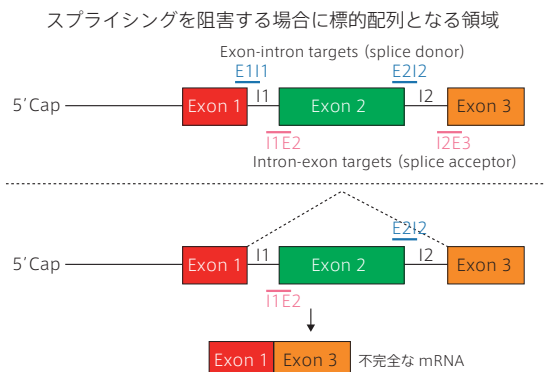 スプライシングを阻害する場合に標的配列となる領域
Exon-intron targets (splice donor)
E1I1 E2I2
5'Cap Exon 1 I1 Exon 2 I2 Exon 3
I1E2 I2E3
Intron-exon targets (splice acceptor)
E2I2
5'Cap Exon 1 I1 Exon 2 I2 Exon 3
I1E2
Exon 1 Exon 3 不完全な mRNA